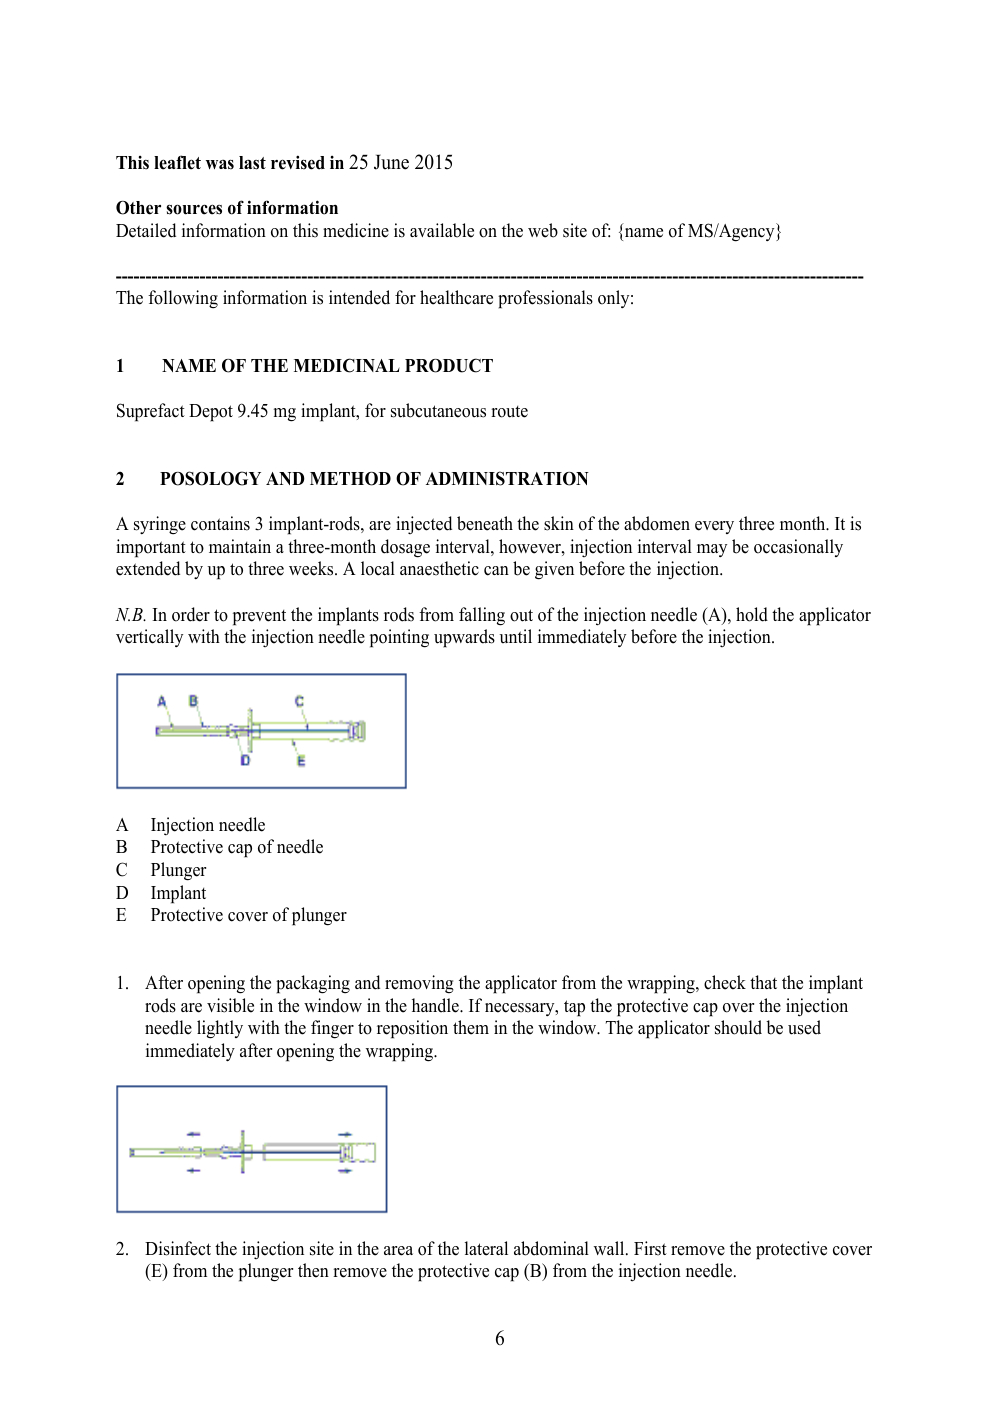 This leaflet was last revised in 25 June 2015
Other sources of information
Detailed information on this medicine is available on the web site of: {name of MS/Agency}
------------------------------------------------------------------------------------------------------------------------------
The following information is intended for healthcare professionals only:
1 NAME OF THE MEDICINAL PRODUCT
Suprefact Depot 9.45 mg implant, for subcutaneous route
2 POSOLOGY AND METHOD OF ADMINISTRATION
A syringe contains 3 implant-rods, are injected beneath the skin of the abdomen every three month. It is
important to maintain a three-month dosage interval, however, injection interval may be occasionally
extended by up to three weeks. A local anaesthetic can be given before the injection.
N.B. In order to prevent the implants rods from falling out of the injection needle (A), hold the applicator
vertically with the injection needle pointing upwards until immediately before the injection.
A B C
D E
A Injection needle
B Protective cap of needle
C Plunger
D Implant
E Protective cover of plunger
1. After opening the packaging and removing the applicator from the wrapping, check that the implant
rods are visible in the window in the handle. If necessary, tap the protective cap over the injection
needle lightly with the finger to reposition them in the window. The applicator should be used
immediately after opening the wrapping.
2. Disinfect the injection site in the area of the lateral abdominal wall. First remove the protective cover
(E) from the plunger then remove the protective cap (B) from the injection needle.
6